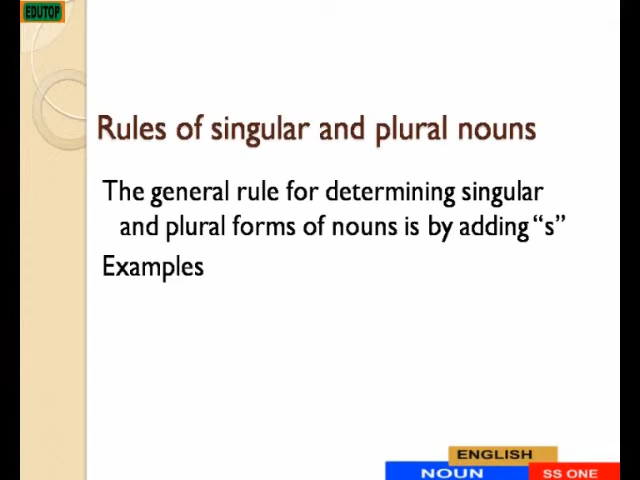 EDUTOP
Rules of singular and plural nouns
The general rule for determining singular
and plural forms of nouns is by adding “s”
Examples
ENGLISH
NOUN
SS ONE